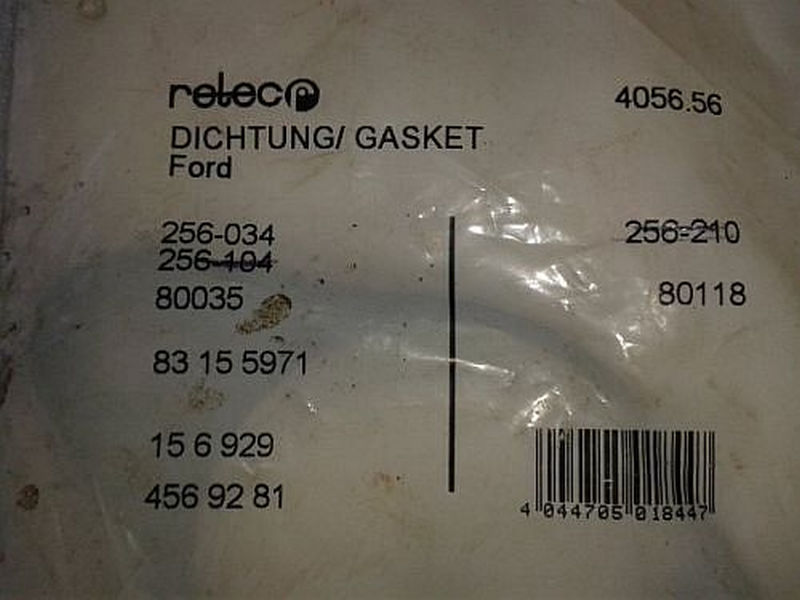 reteco
4056.56
DICHTUNG/ GASKET
Ford
256-034
256-104
80035
83 15 5971
15 6 929
456 92 81
256-210
80118
4 044705 018447